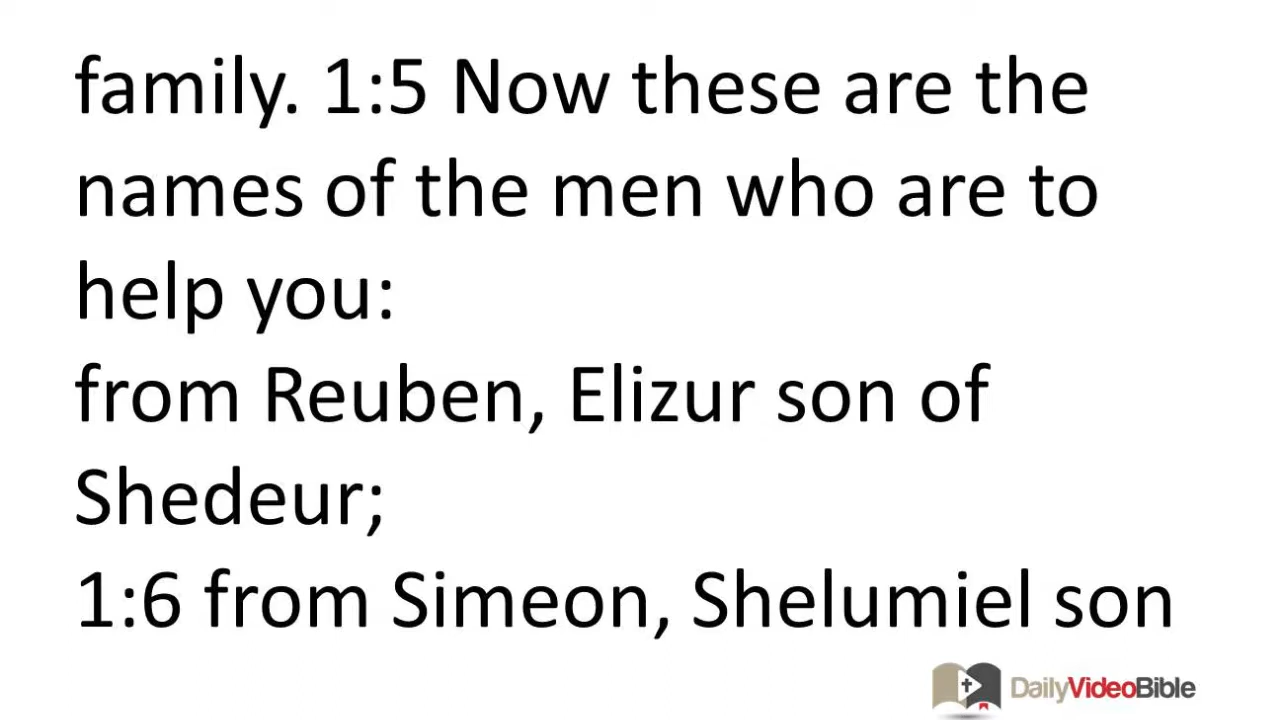 family. 1:5 Now these are the
names of the men who are to
help you:
from Reuben, Elizur son of
Shedeur;
1:6 from Simeon, Shelumiel son
DailyVideoBible